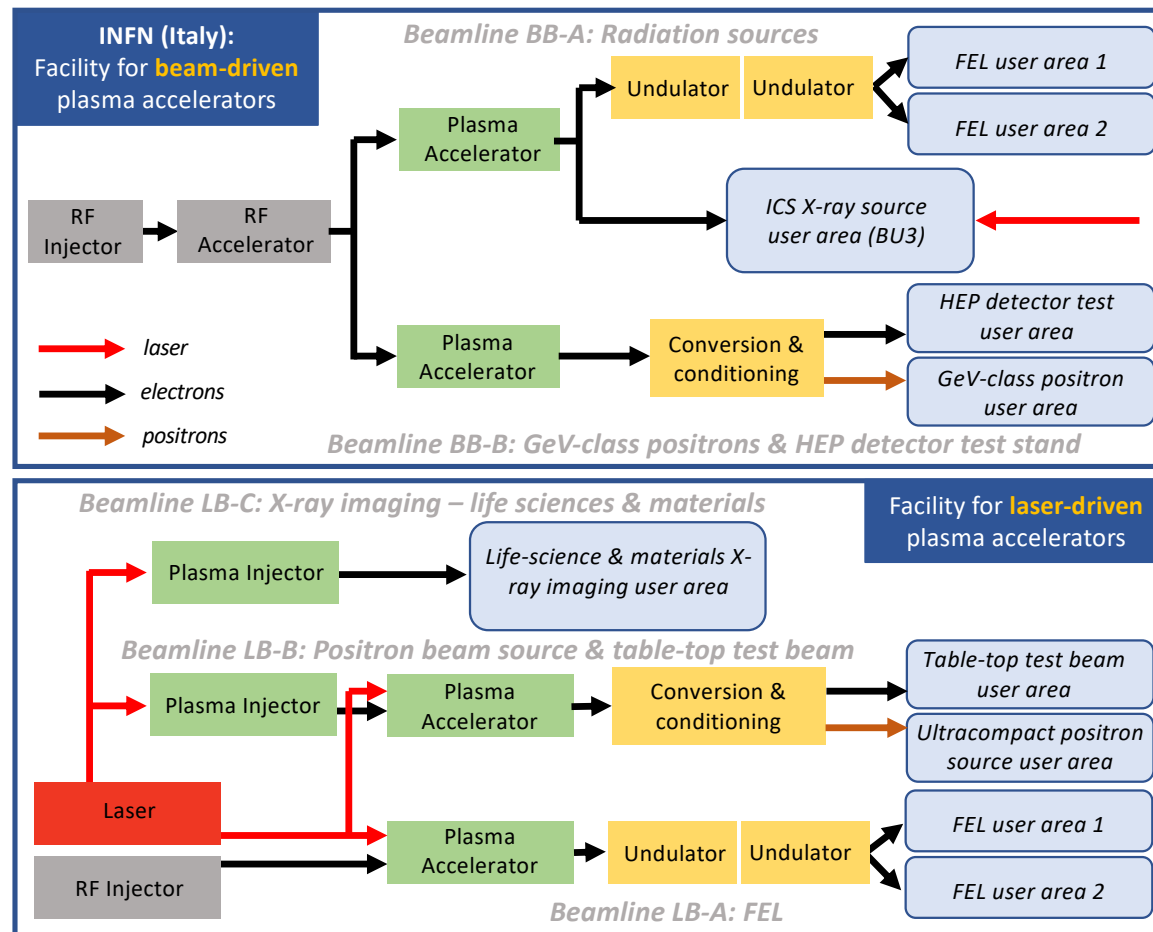 INFN (Italy):
Facility for beam-driven
plasma accelerators
Beamline BB-A: Radiation sources
Undulator
Undulator
FEL user area 1
FEL user area 2
Plasma
Accelerator
RF
Injector
RF
Accelerator
ICS X-ray source
user area (BU3)
laser
electrons
positrons
Plasma
Accelerator
Conversion &
conditioning
HEP detector test
user area
GeV-class positron
user area
Beamline BB-B: GeV-class positrons & HEP detector test stand
Beamline LB-C: X-ray imaging – life sciences & materials
Facility for laser-driven
plasma accelerators
Plasma Injector
Life-science & materials X-
ray imaging user area
Beamline LB-B: Positron beam source & table-top test beam
Plasma Injector
Plasma
Accelerator
Conversion &
conditioning
Table-top test beam
user area
Ultracompact positron
source user area
Laser
RF Injector
Plasma
Accelerator
Undulator
Undulator
FEL user area 1
FEL user area 2
Beamline LB-A: FEL